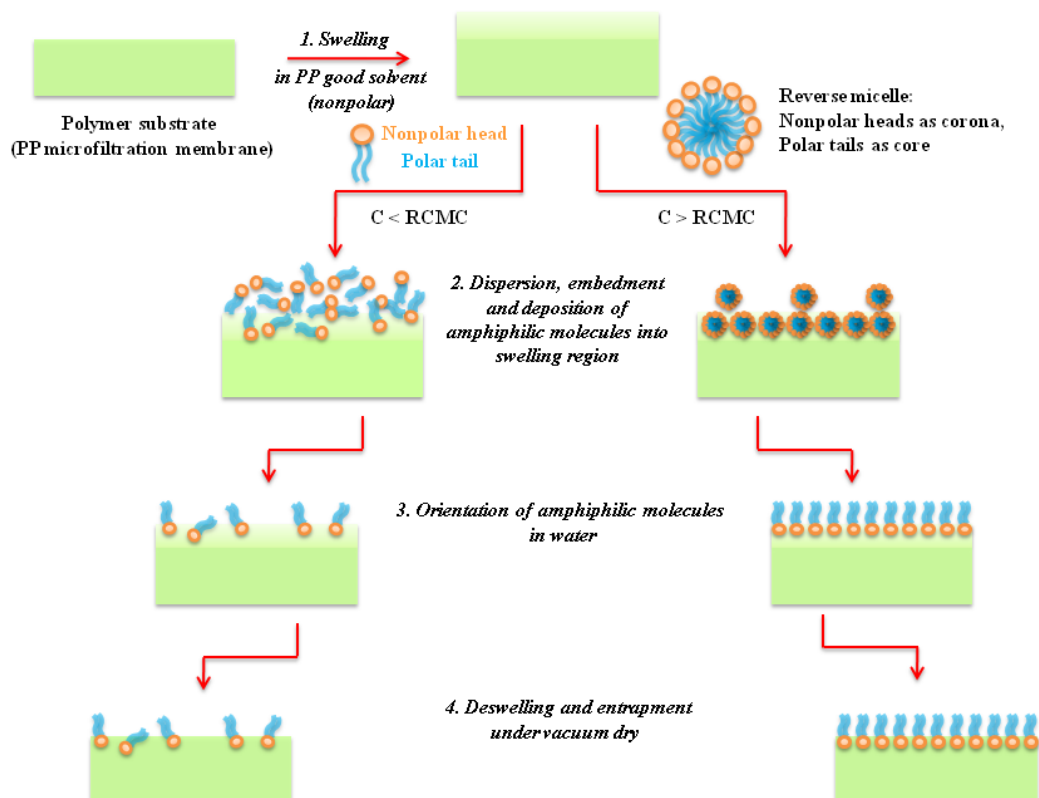 1. Swelling
in PP good solvent
(nonpolar)
Polymer substrate
(PP microfiltration membrane)
Nonpolar head
Polar tail
Reverse micelle:
Nonpolar heads as corona,
Polar tails as core
C < RCMC
C > RCMC
2. Dispersion, embedment
and deposition of
amphiphilic molecules into
swelling region
3. Orientation of amphiphilic molecules
in water
4. Deswelling and entrapment
under vacuum dry